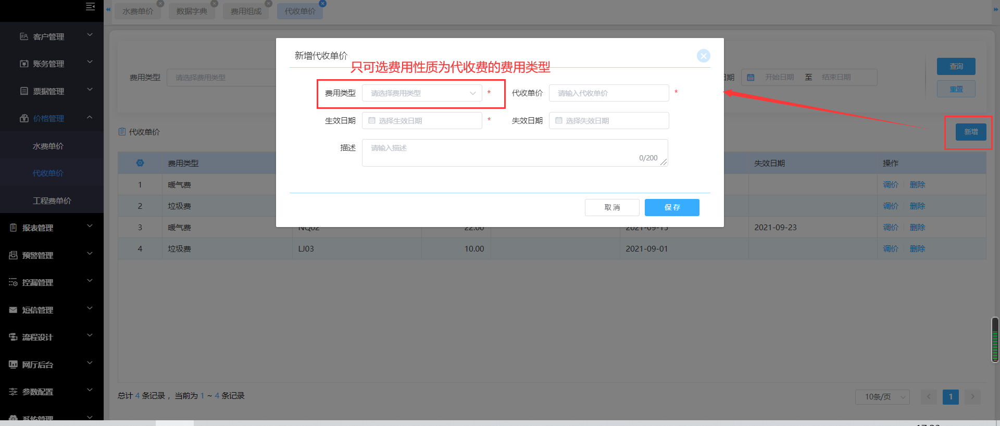 水费单价
数据字典
费用组成
代收单价
客户管理
账务管理
票据管理
价格管理
水费单价
代收单价
工程费单价
报表管理
预警管理
控漏管理
短信管理
流程设计
网厅后台
参数配置
系统管理
费用类型 请选择费用类型
日期 开始日期 至 结束日期
查询
重置
代收单价
新增
新增代收单价
只可选费用性质为代收费的费用类型
费用类型 请选择费用类型 * 代收单价 请输入代收单价 *
生效日期 选择生效日期 * 失效日期 选择失效日期
描述 请输入描述
0/200
取消 保存
费用类型 失效日期 操作
1 暖气费 调价 删除
2 垃圾费 调价 删除
3 暖气费 NQ02 22.00 2021-09-15 2021-09-23 调价 删除
4 垃圾费 LJ03 10.00 2021-09-01 调价 删除
总计 4 条记录， 当前为 1 ~ 4 条记录
10条/页 1